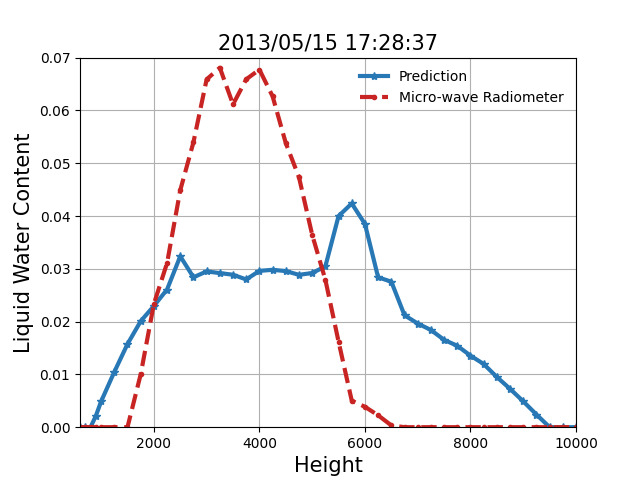 2013/05/15 17:28:37
Prediction
Micro-wave Radiometer
Liquid Water Content
0.07
0.06
0.05
0.04
0.03
0.02
0.01
0.00
2000 4000 6000 8000 10000
Height